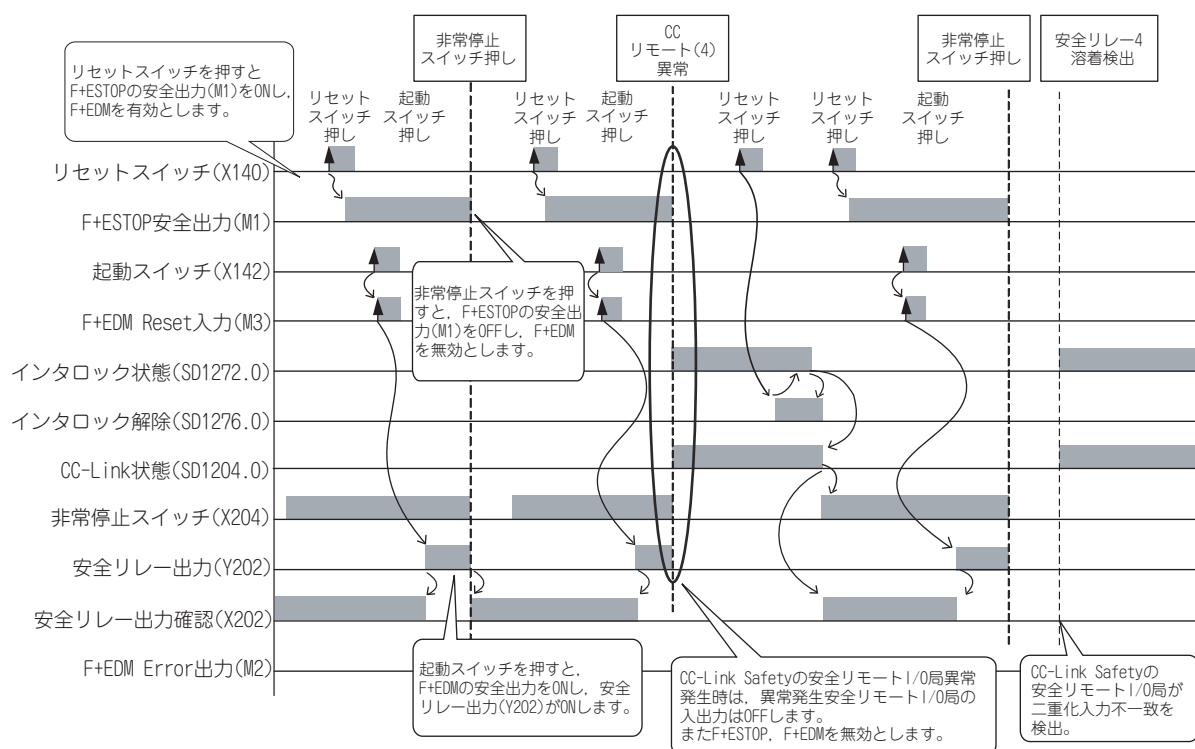 非常停止
スイッチ押し
CC
リモート(4)
異常
非常停止
スイッチ押し
安全リレー4
溶着検出
リセットスイッチを押すと
F+ESTOPの安全出力(M1)をONし,
F+EDMを有効とします。
リセット
スイッチ
押し
起動
スイッチ
押し
リセット
スイッチ
押し
起動
スイッチ
押し
リセット
スイッチ
押し
リセット
スイッチ
押し
起動
スイッチ
押し
リセットスイッチ(X140)
F+ESTOP安全出力(M1)
起動スイッチ(X142)
F+EDM Reset入力(M3)
インタロック状態(SD1272.0)
インタロック解除(SD1276.0)
CC-Link状態(SD1204.0)
非常停止スイッチ(X204)
安全リレー出力(Y202)
安全リレー出力確認(X202)
F+EDM Error出力(M2)
非常停止スイッチを押
すと, F+ESTOPの安全出
力(M1)をOFFし, F+EDM
を無効とします。
起動スイッチを押すと,
F+EDMの安全出力をONし, 安全
リレー出力(Y202)がONします。
CC-Link Safetyの安全リモートI/O局異常
発生時は, 異常発生安全リモートI/O局の
入出力はOFFします。
またF+ESTOP, F+EDMを無効とします。
CC-Link Safetyの
安全リモートI/O局が
二重化入力不一致を
検出。